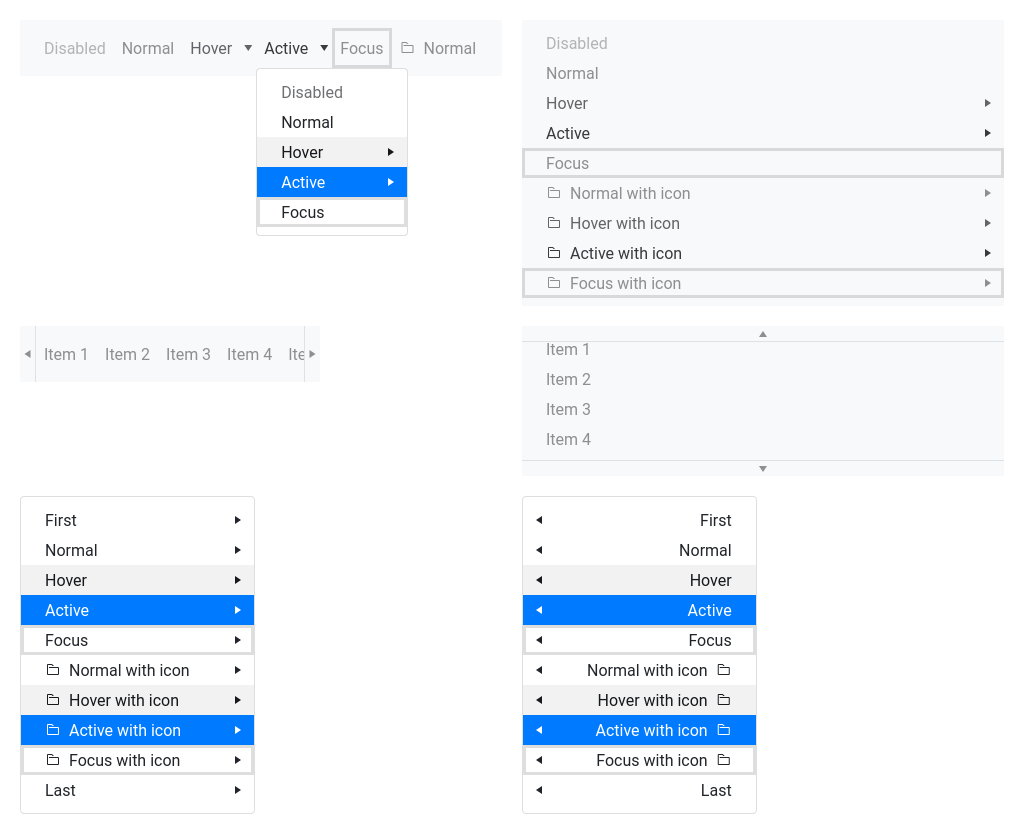 Disabled Normal Hover Active Focus Normal
Disabled
Normal
Hover
Active
Focus
Disabled
Normal
Hover
Active
Focus
Normal with icon
Hover with icon
Active with icon
Focus with icon
Item 1 Item 2 Item 3 Item 4 Ite
Item 1
Item 2
Item 3
Item 4
First
Normal
Hover
Active
Focus
Normal with icon
Hover with icon
Active with icon
Focus with icon
Last
First
Normal
Hover
Active
Focus
Normal with icon
Hover with icon
Active with icon
Focus with icon
Last